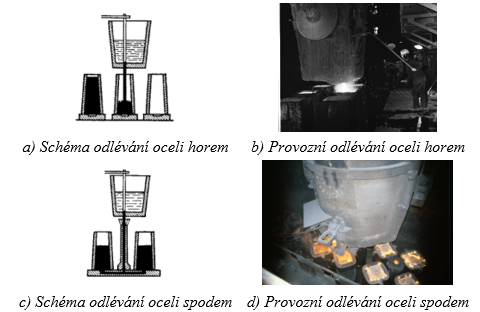 a) Schéma odlévání oceli horem
b) Provozní odlévání oceli horem
c) Schéma odlévání oceli spodem
d) Provozní odlévání oceli spodem